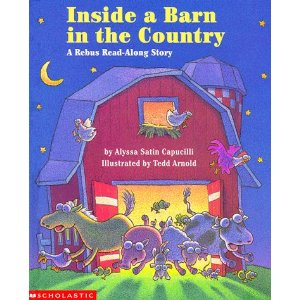 Inside a Barn
in the Country
A Rebus Read-Along Story
by Alyssa Satin Capucilli
Illustrated by Tedd Arnold
SCHOLASTIC